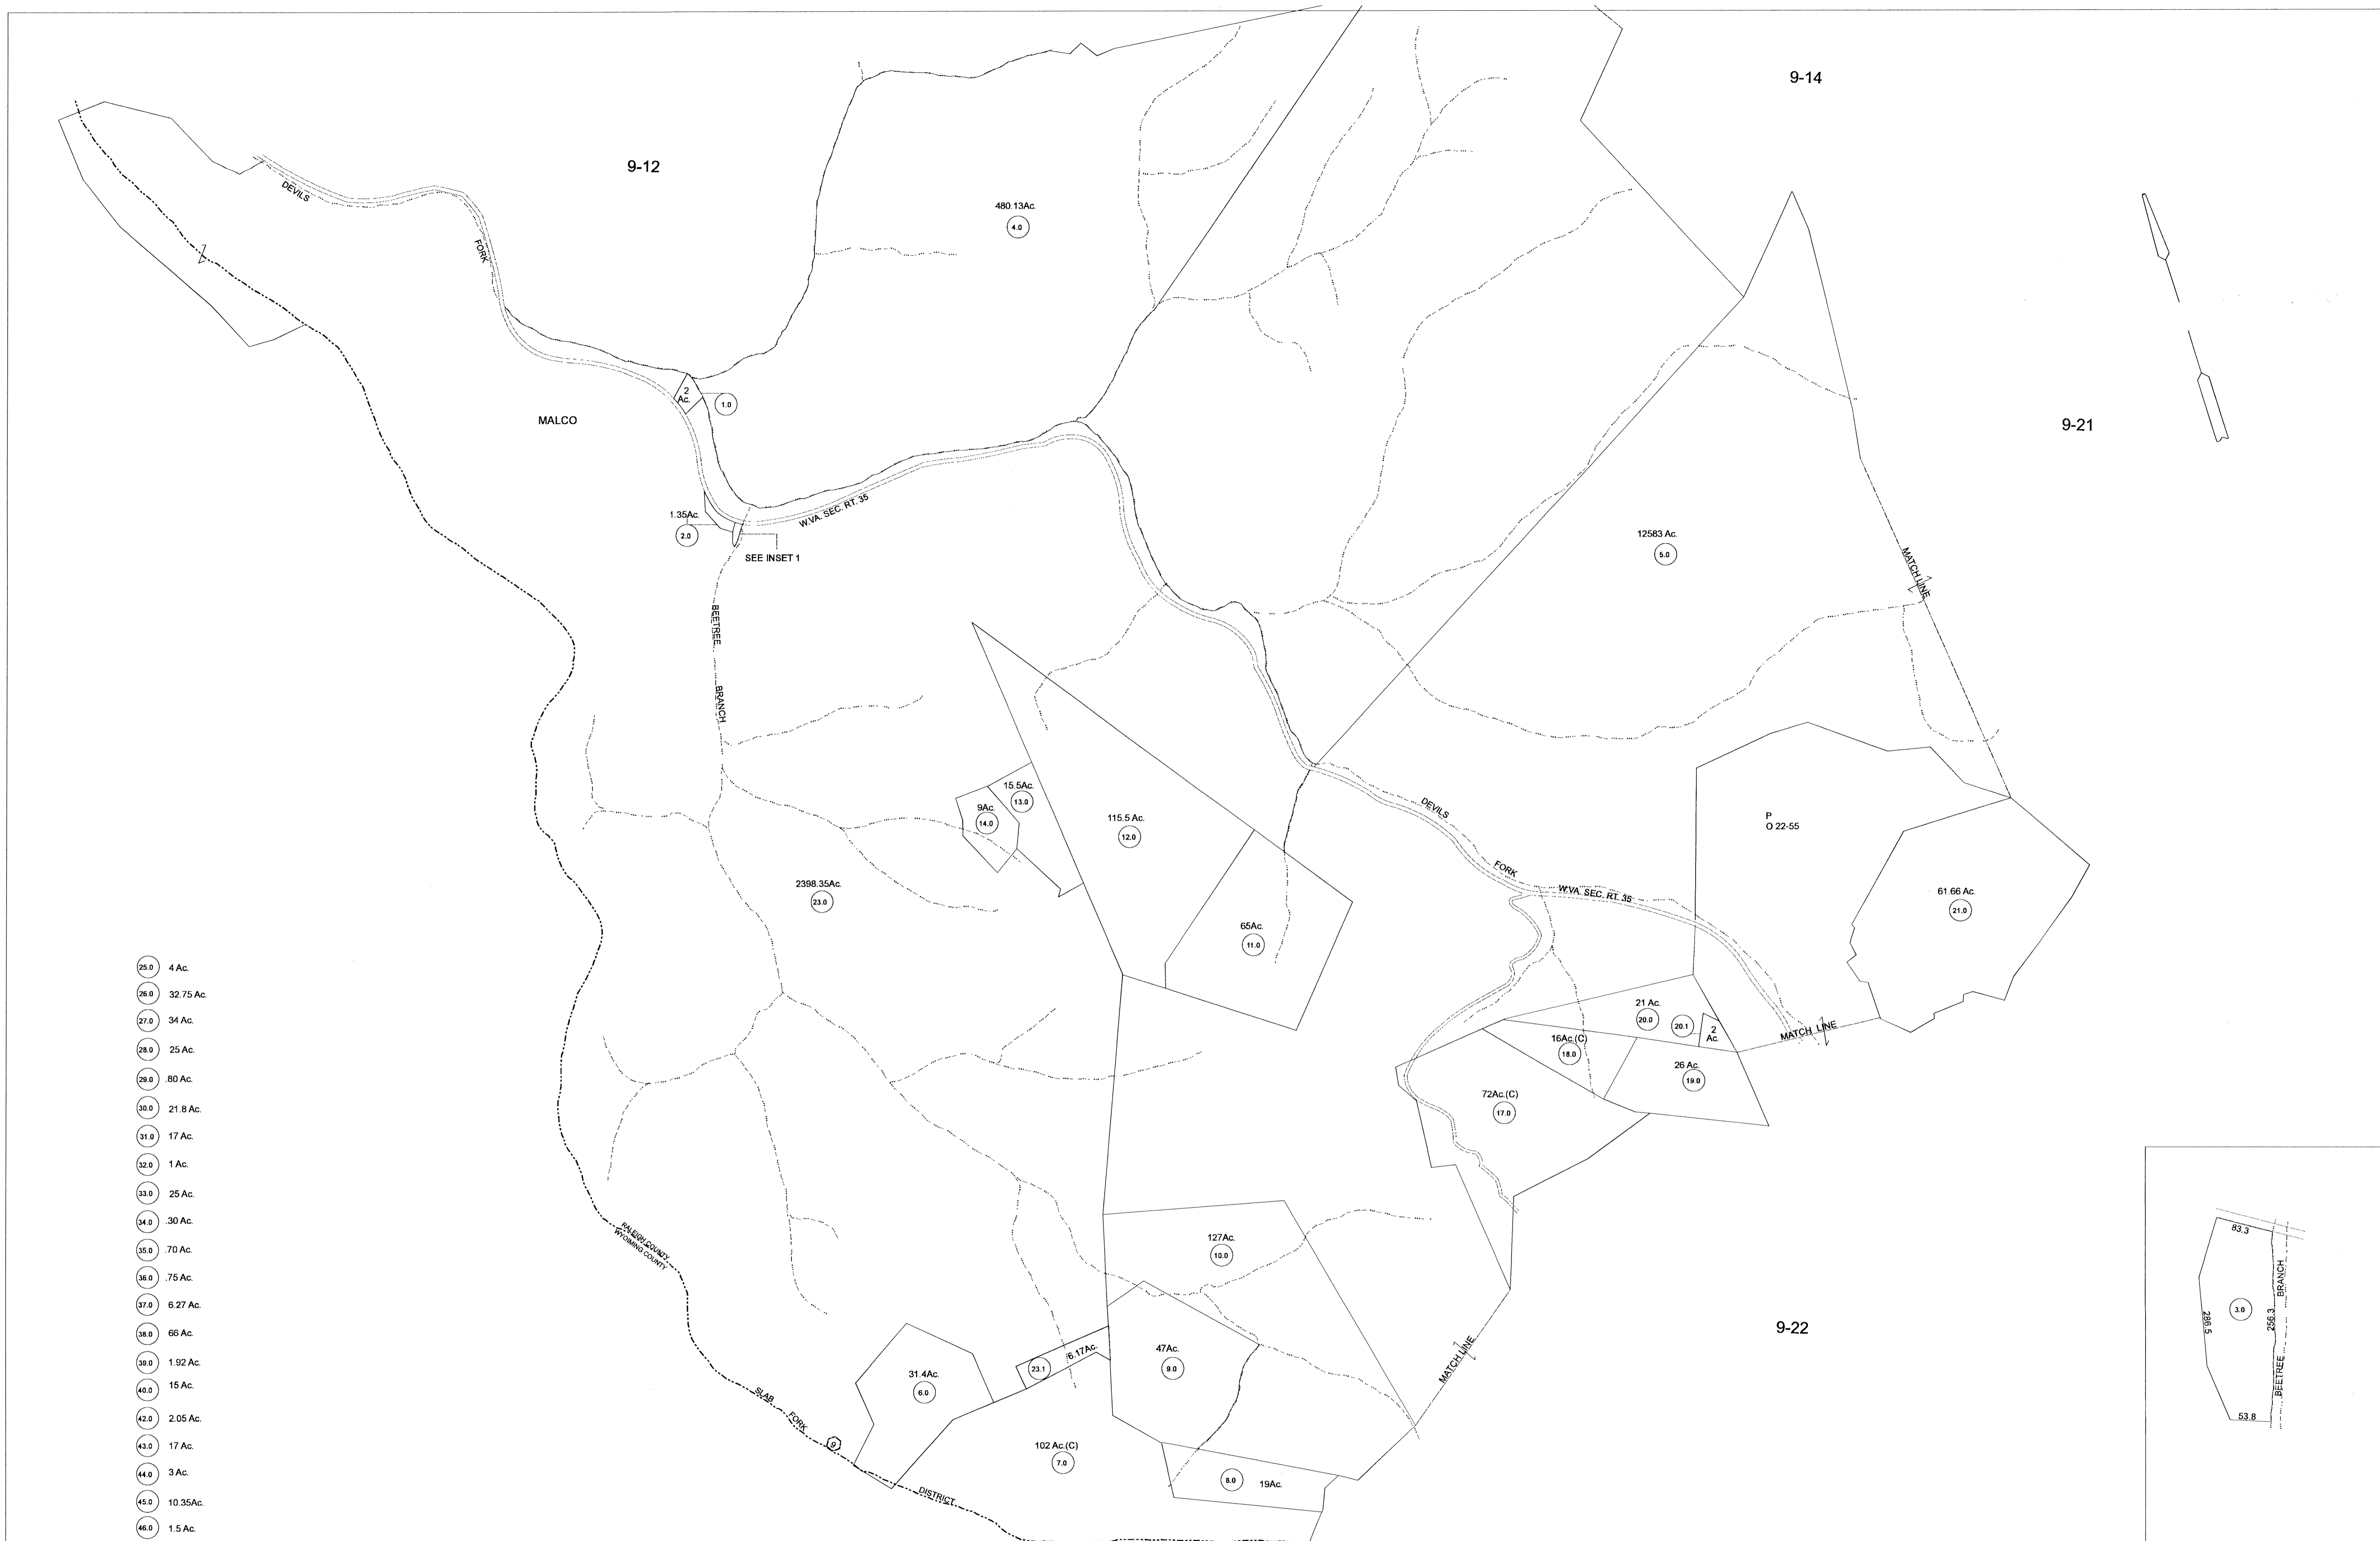 9-14
9-12
DEVILS
FORK
480.13Ac.
4.0
2
Ac.
1.0
MALCO
9-21
1.35Ac.
2.0
SEE INSET 1
W.VA. SEC. RT. 35
12583 Ac.
5.0
MATCH LINE
BEETREE
BRANCH
15.5Ac.
13.0
9Ac.
14.0
115.5 Ac.
12.0
DEVILS
FORK
W.VA. SEC. RT. 35
P
O 22-55
61.66 Ac.
21.0
2398.35Ac.
23.0
65Ac.
11.0
21 Ac.
20.0
20.1
2
Ac.
MATCH LINE
16Ac.(C)
18.0
26 Ac.
19.0
72Ac.(C)
17.0
25.0 4 Ac.
26.0 32.75 Ac.
27.0 34 Ac.
28.0 25 Ac.
29.0 .80 Ac.
30.0 21.8 Ac.
31.0 17 Ac.
32.0 1 Ac.
33.0 25 Ac.
34.0 .30 Ac.
35.0 .70 Ac.
36.0 .75 Ac.
37.0 6.27 Ac.
38.0 66 Ac.
39.0 1.92 Ac.
40.0 15 Ac.
42.0 2.05 Ac.
43.0 17 Ac.
44.0 3 Ac.
45.0 10.35Ac.
46.0 1.5 Ac.
RALEIGH COUNTY
WYOIMING COUNTY
127Ac.
10.0
47Ac.
9.0
23.1
6.17Ac.
31.4Ac.
6.0
SLAB
FORK
9
DISTRICT
102 Ac.(C)
7.0
8.0 19Ac.
MATCH LINE
9-22
83.3
286.5
3.0
256.3
BRANCH
BEETREE
53.8